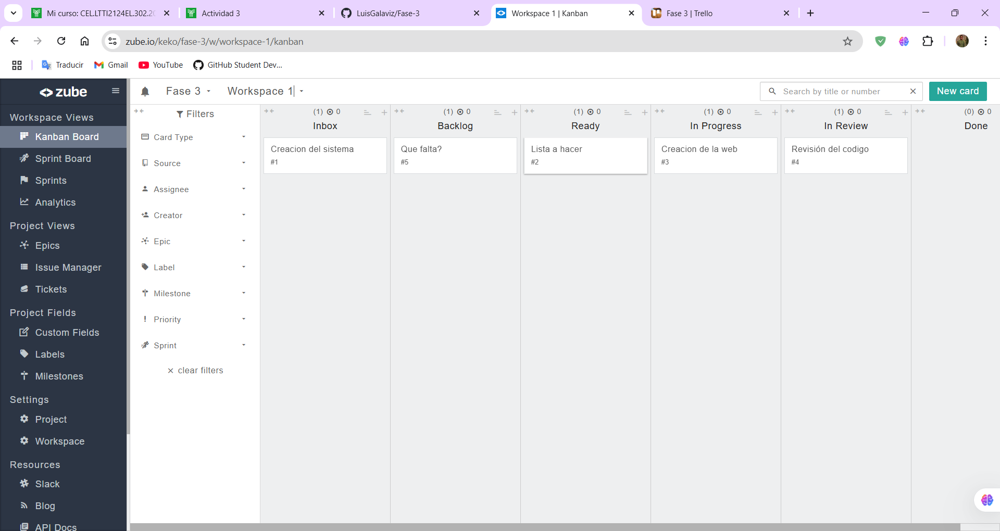 Mi curso: CEL.LTTI2124EL.302.20
Actividad 3
LuisGalaviz/Fase-3
Workspace 1 | Kanban
Fase 3 | Trello
zube.io/keko/fase-3/w/workspace-1/kanban
Traducir
Gmail
YouTube
GitHub Student Dev...
zube
Fase 3
Workspace 1
Search by title or number
New card
Workspace Views
Kanban Board
Sprint Board
Sprints
Analytics
Project Views
Epics
Issue Manager
Tickets
Project Fields
Custom Fields
Labels
Milestones
Settings
Project
Workspace
Resources
Slack
Blog
API Docs
Filters
Card Type
Source
Assignee
Creator
Epic
Label
Milestone
Priority
Sprint
clear filters
(1) 0
Inbox
Creacion del sistema
#1
(1) 0
Backlog
Que falta?
#5
(1) 0
Ready
Lista a hacer
#2
(1) 0
In Progress
Creacion de la web
#3
(1) 0
In Review
Revisión del codigo
#4
(0) 0
Done